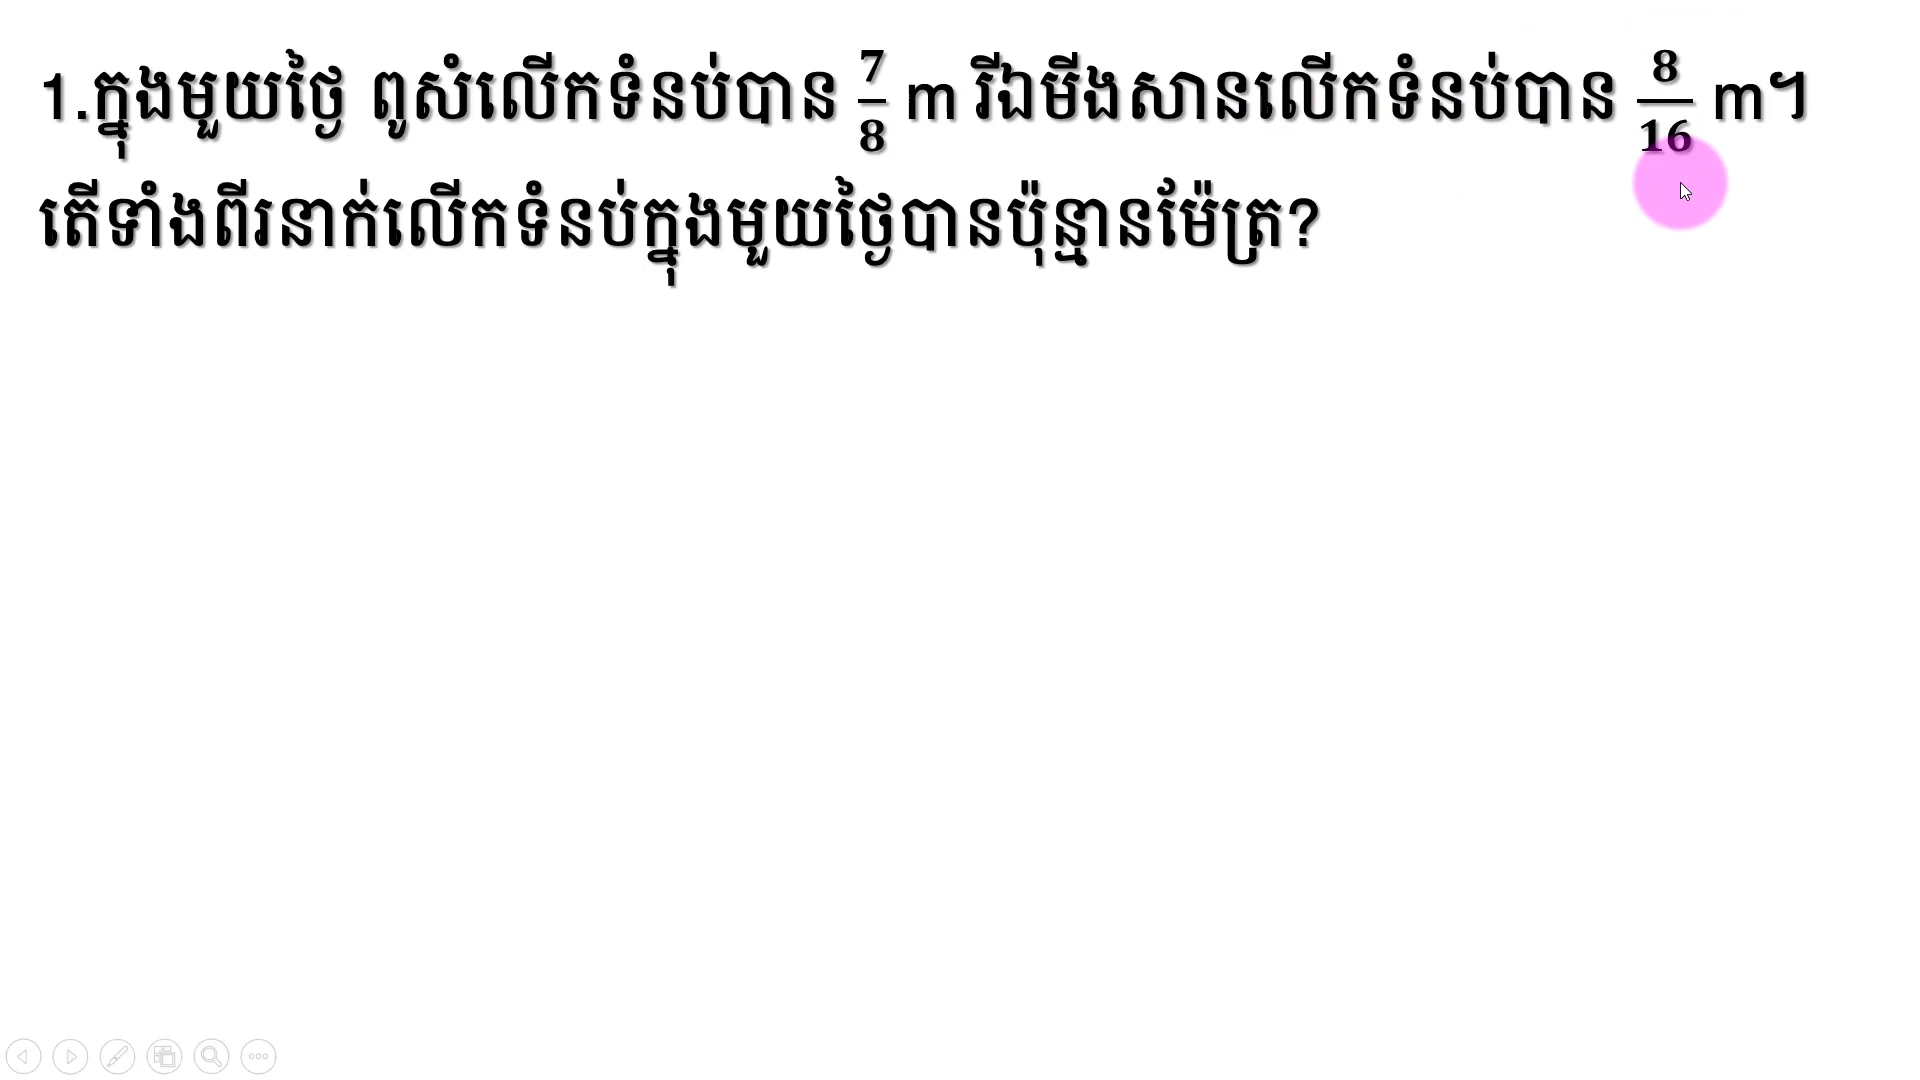 1.ក្នុងមួយថ្ងៃ ពូសំលើកទំនប់បាន 7/8 m រីឯមីងសានលើកទំនប់បាន 8/16 m។
តើទាំងពីរនាក់លើកទំនប់ក្នុងមួយថ្ងៃបានប៉ុន្មានម៉ែត្រ?